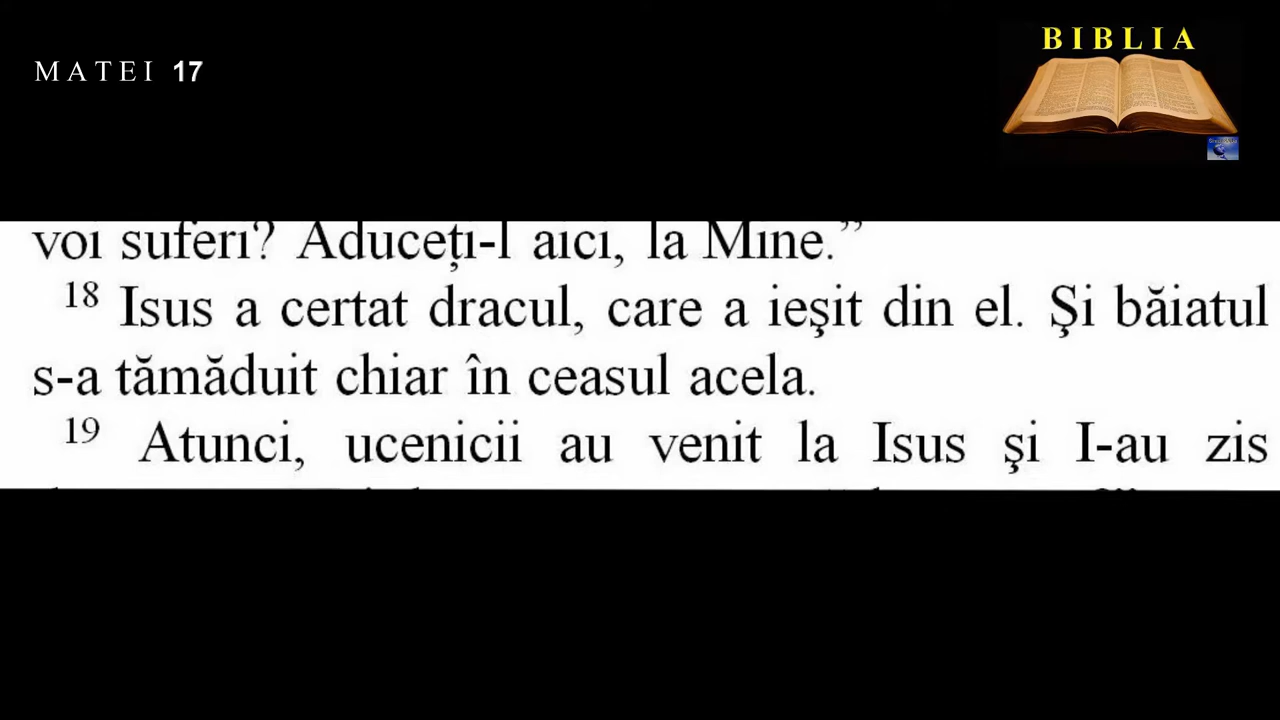 BIBLIA
MATEI 17
voi suferi? Aduceţi-l aici, la Mine.”
18 Isus a certat dracul, care a ieşit din el. Şi băiatul
s-a tămăduit chiar în ceasul acela.
19 Atunci, ucenicii au venit la Isus şi I-au zis